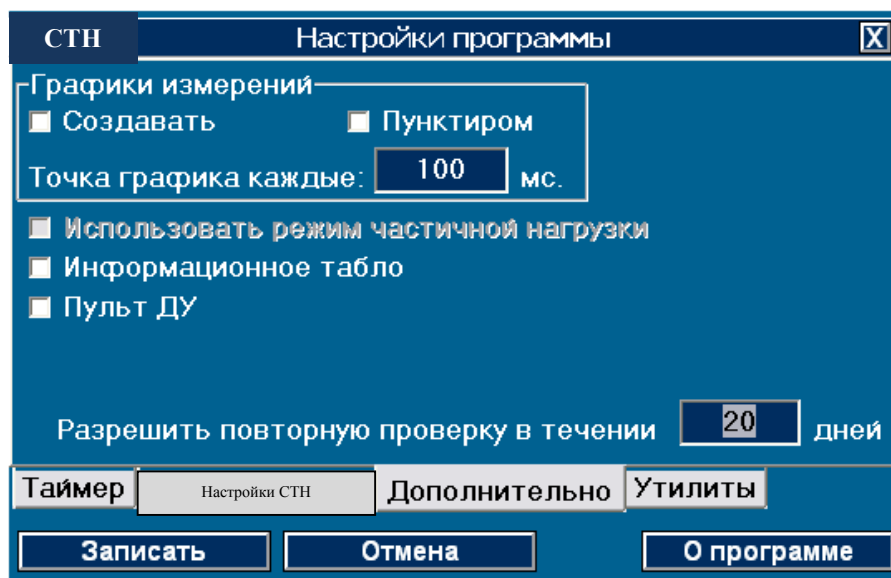 СТН Настройки программы X
Графики измерений
Создавать Пунктиром
Точка графика каждые: 100 мс.
Использовать режим частичной нагрузки
Информационное табло
Пульт ДУ
Разрешить повторную проверку в течении 20 дней
Таймер Настройки СТН Дополнительно Утилиты
Записать Отмена О программе